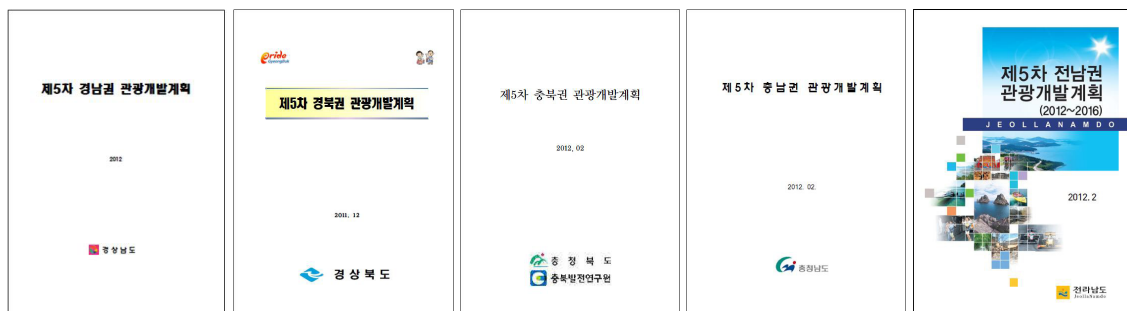 제5차 경남권 관광개발계획
2012
경상남도
pride
GyeongBuk
제5차 경북권 관광개발계획
2011. 12
경상북도
제5차 충북권 관광개발계획
2012. 02
충청북도
충북발전연구원
제5차 충남권 관광개발계획
2012. 02.
충청남도
제5차 전남권
관광개발계획
(2012~2016)
JEOLLANAMDO
2012. 2
전라남도
JeollaNamdo